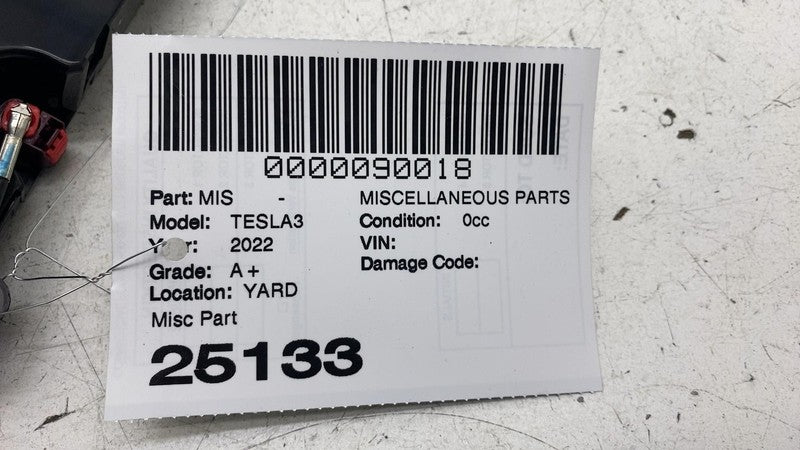 0000090018
Part: MIS - MISCELLANEOUS PARTS
Model: TESLA3 Condition: 0cc
Year: 2022 VIN:
Grade: A+ Damage Code:
Location: YARD
Misc Part
25133